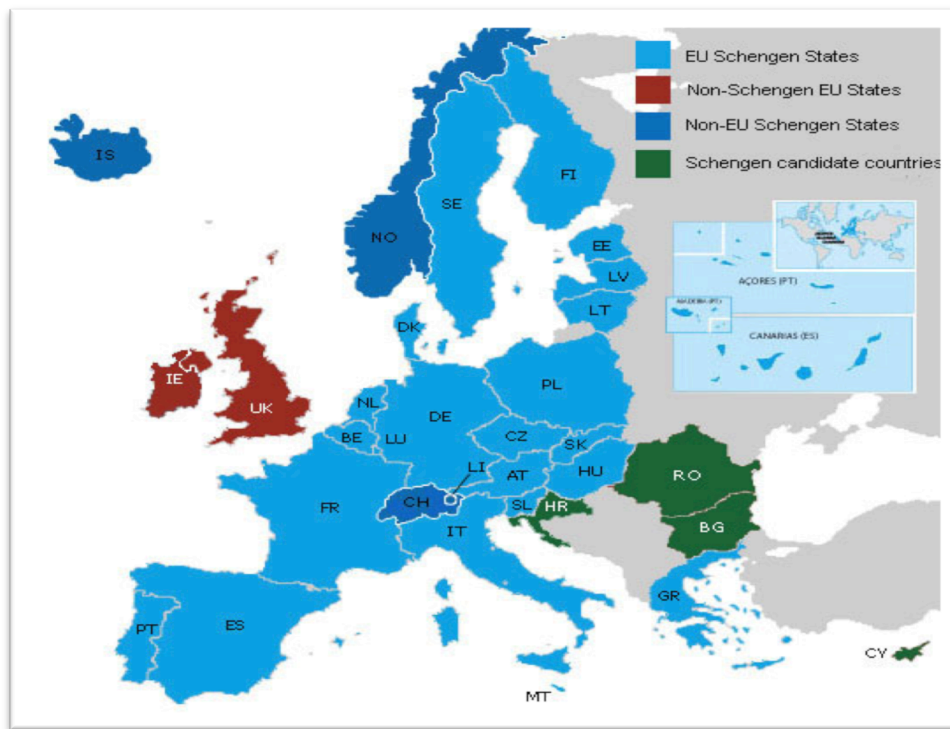 EU Schengen States
Non-Schengen EU States
Non-EU Schengen States
Schengen candidate countries
IS
FI
SE
NO
EE
LV
AÇORES (PT)
MADEIRA (PT)
LT
DK
CANARIAS (ES)
IE
PL
NL
UK
DE
BE
LU
CZ
SK
LI
AT
HU
RO
CH
FR
SL
HR
IT
BG
GR
PT
ES
CY
MT